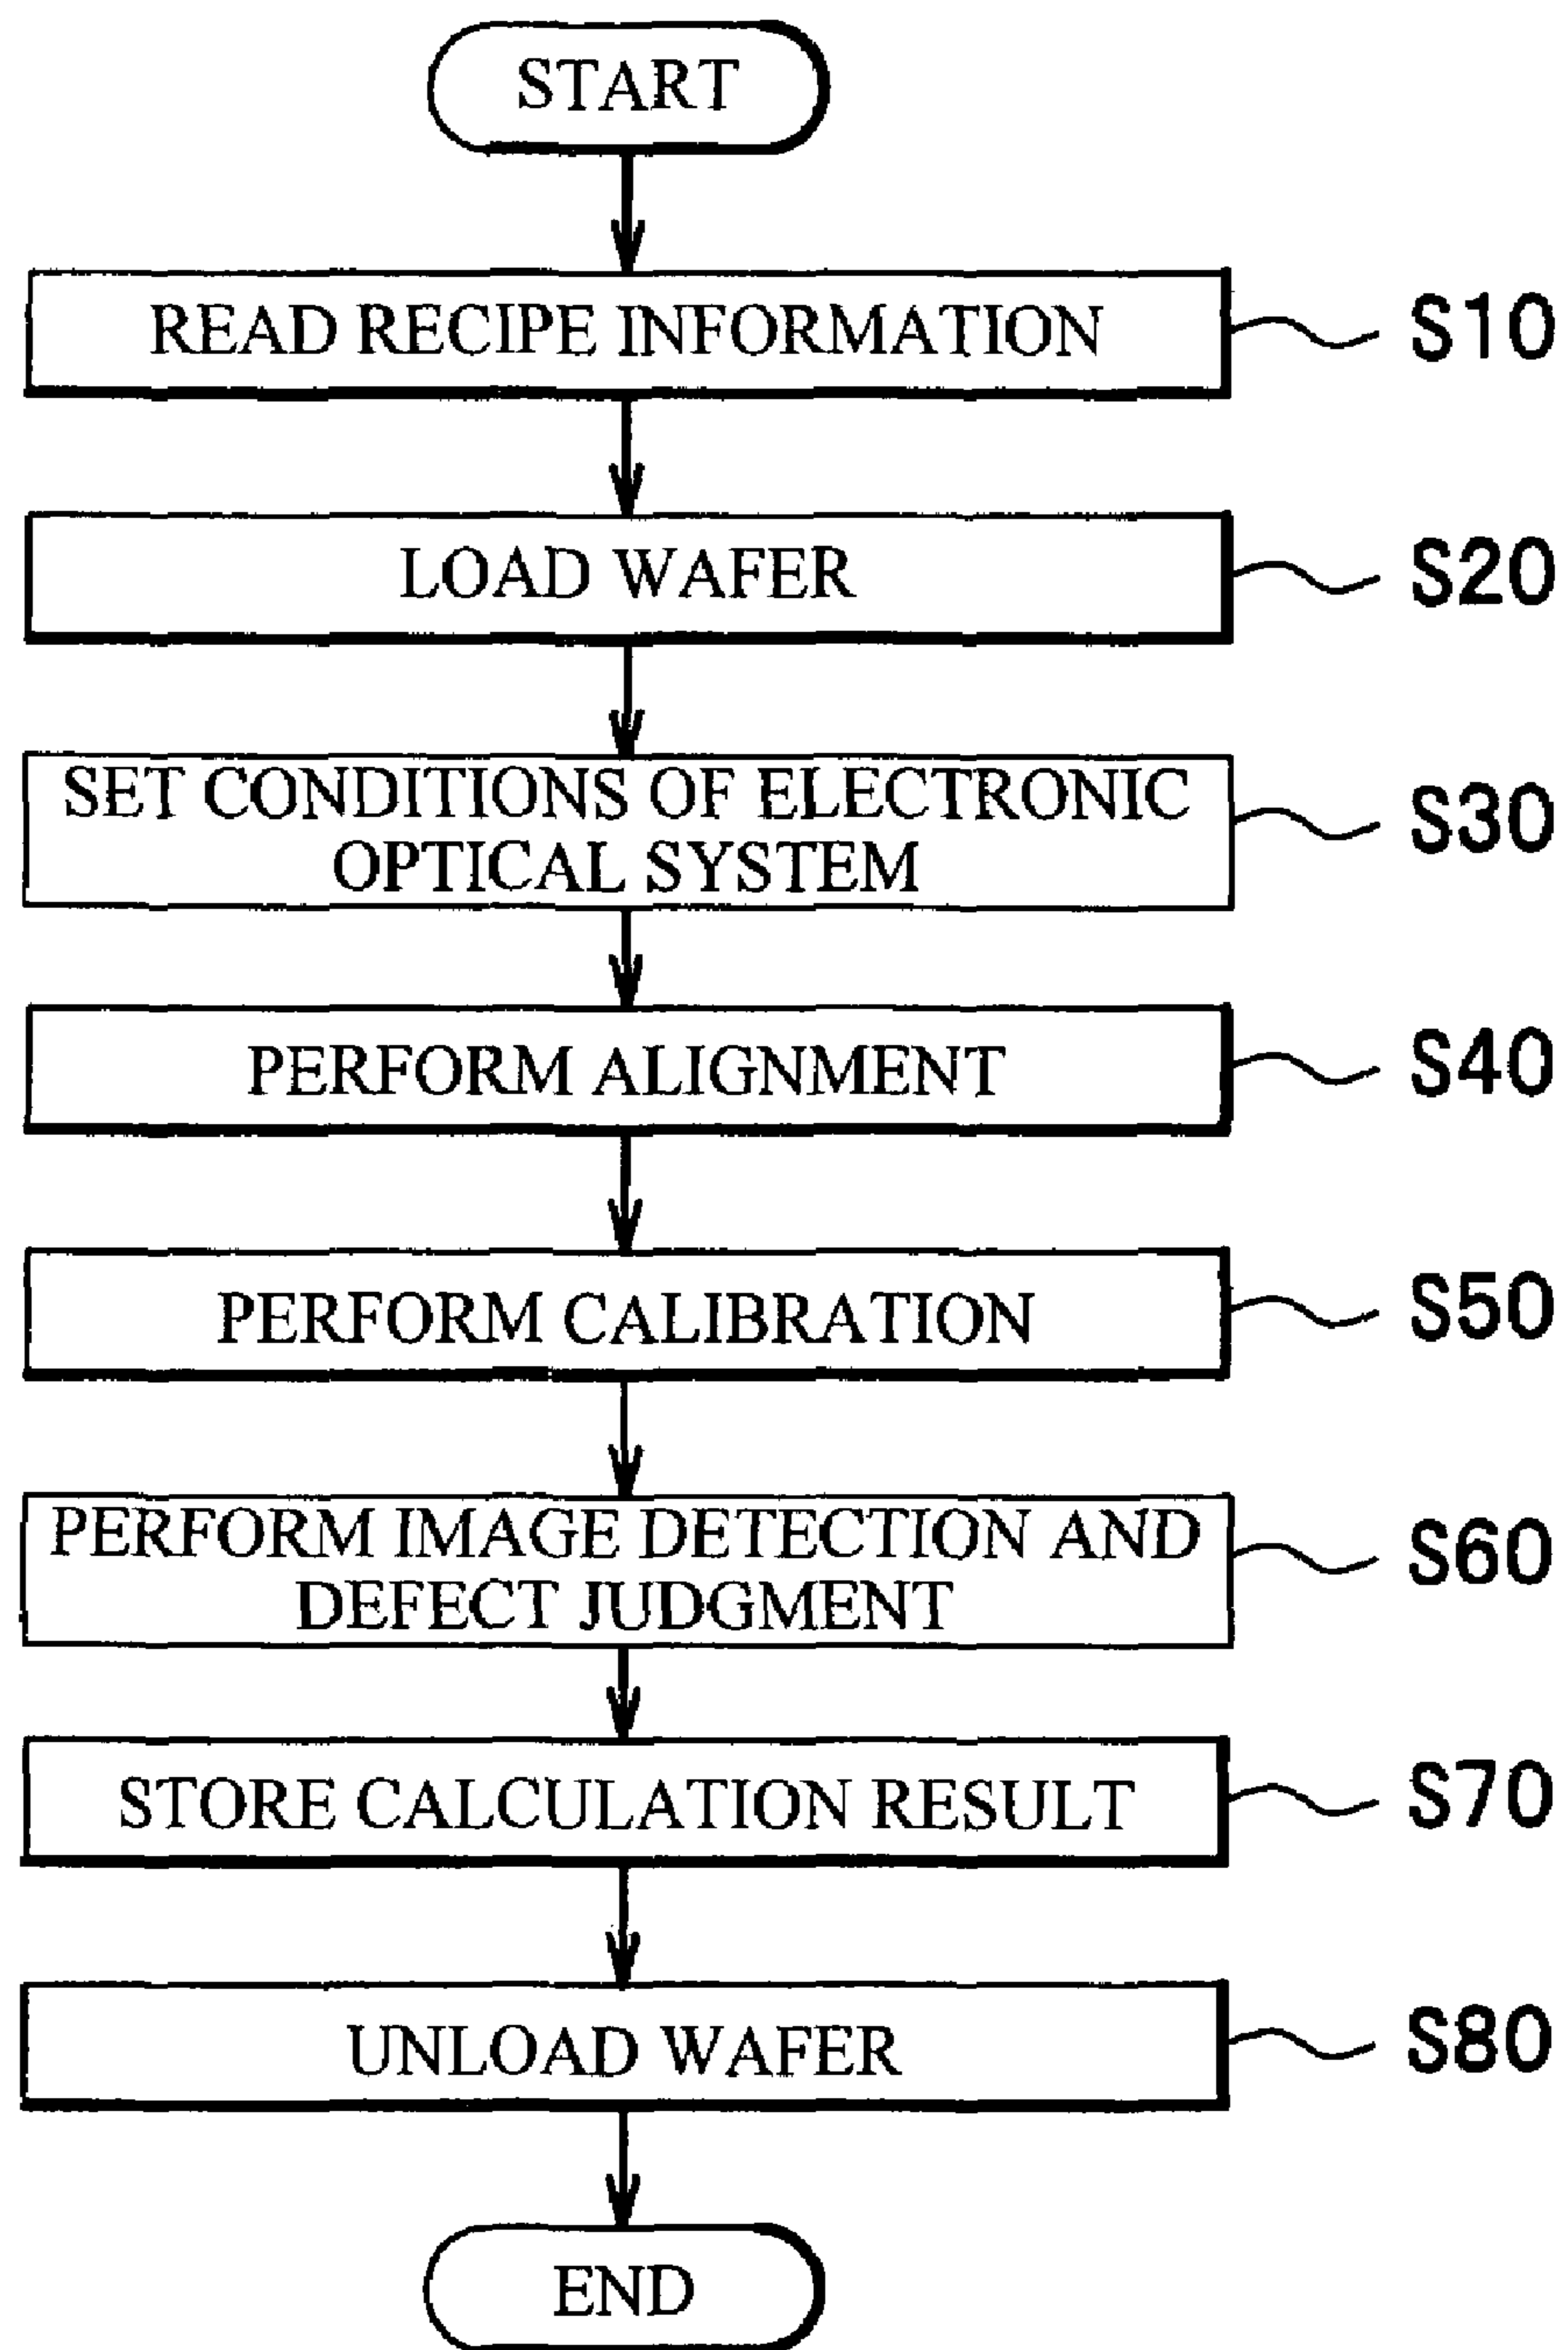 START
READ RECIPE INFORMATION
S10
LOAD WAFER
S20
SET CONDITIONS OF ELECTRONIC
OPTICAL SYSTEM
S30
PERFORM ALIGNMENT
S40
PERFORM CALIBRATION
S50
PERFORM IMAGE DETECTION AND
DEFECT JUDGMENT
S60
STORE CALCULATION RESULT
S70
UNLOAD WAFER
S80
END